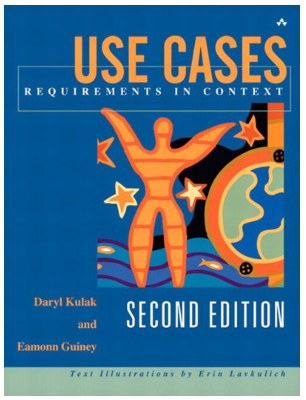 USE CASES
REQUIREMENTS IN CONTEXT
Daryl Kulak
and
Eamonn Guiney
SECOND EDITION
Text Illustrations by Erin Lavkulich